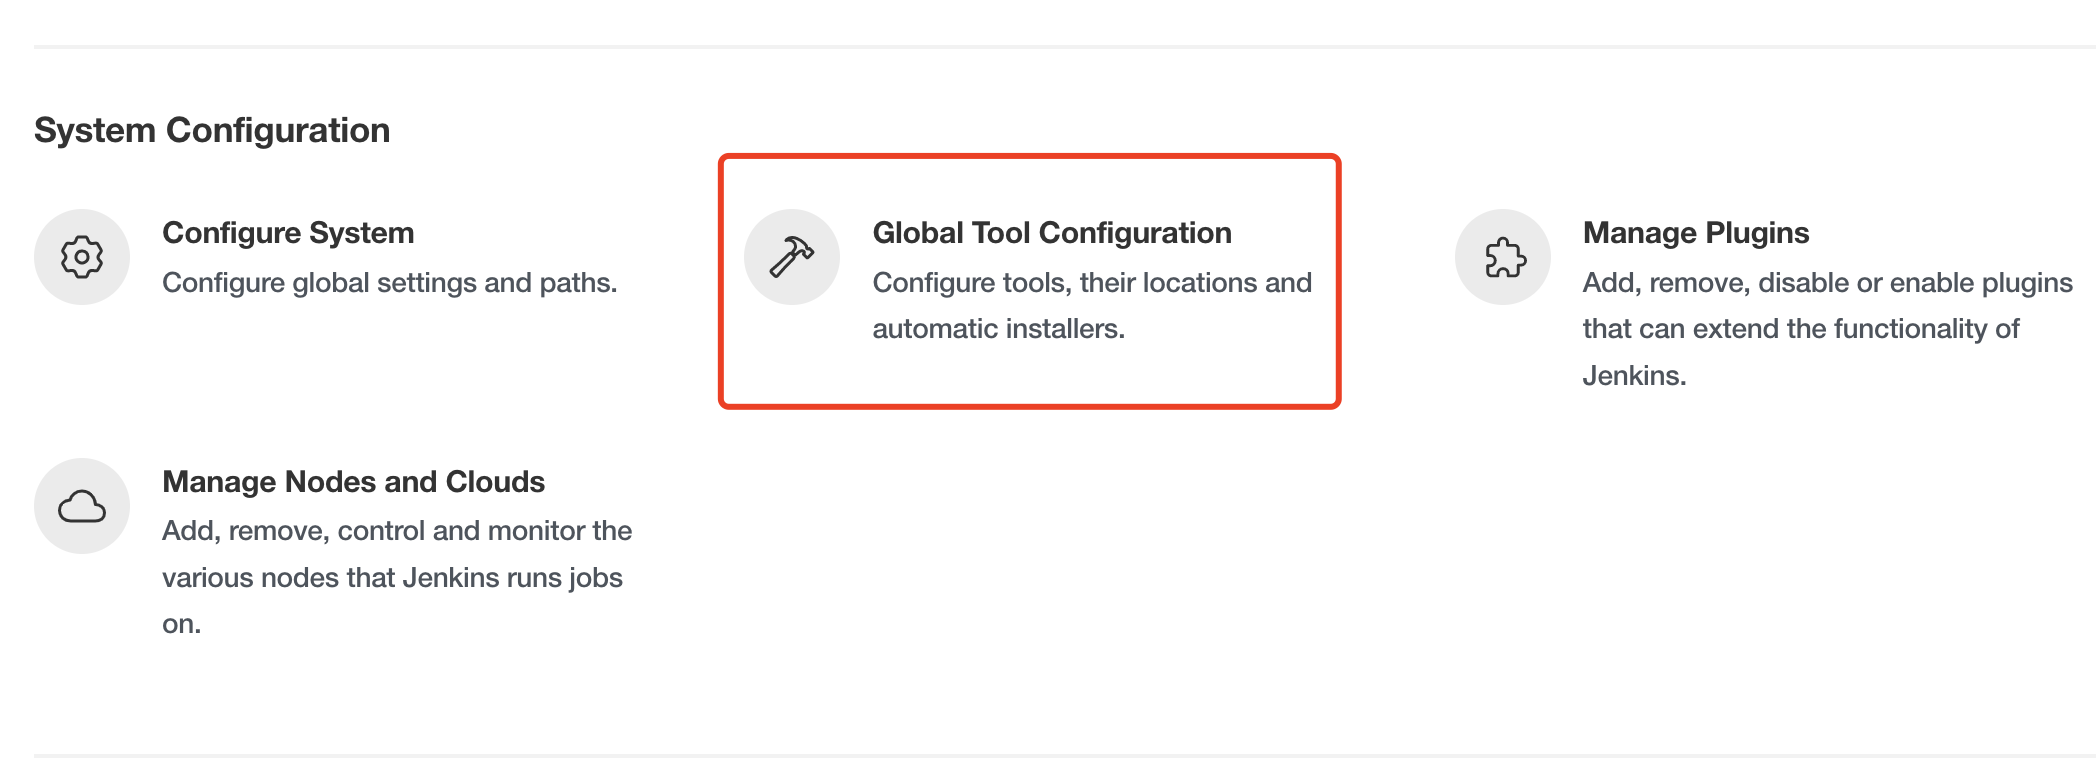 System Configuration
Configure System
Configure global settings and paths.
Global Tool Configuration
Configure tools, their locations and
automatic installers.
Manage Plugins
Add, remove, disable or enable plugins
that can extend the functionality of
Jenkins.
Manage Nodes and Clouds
Add, remove, control and monitor the
various nodes that Jenkins runs jobs
on.